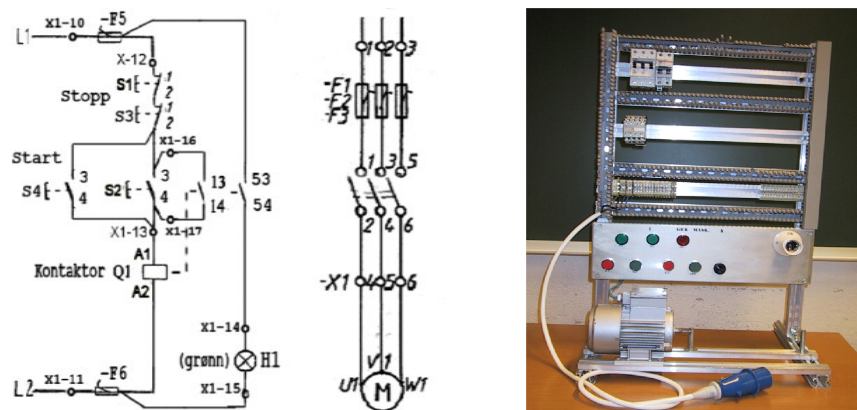 L1 X1-10 -F5
X-12
S1 1
2
Stopp
S3 1
2
X1-16
Start
S4 3
4
S2 3
4
13
14
53
54
X1-13
X1-17
A1
Kontaktor Q1
A2
X1-14
(grønn) H1
X1-15
L2 X1-11 -F6
1 2 3
-F1
-F2
-F3
1 3 5
2 4 6
-X1 4 5 6
U1 V1 W1
M